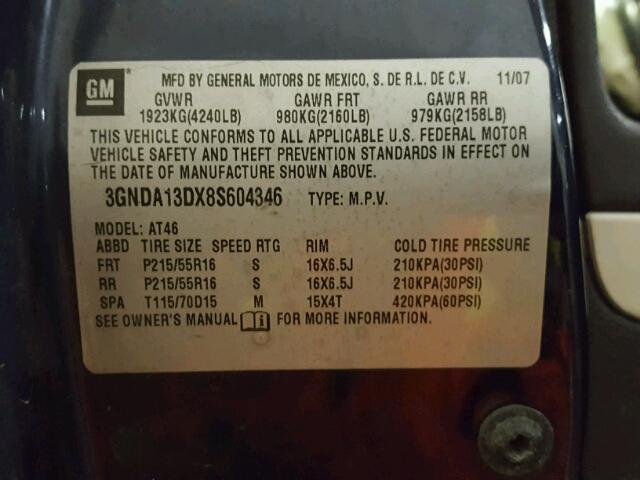 GM ® MFD BY GENERAL MOTORS DE MEXICO, S. DE R.L. DE C.V. 11/07
GVWR GAWR FRT GAWR RR
1923KG(4240LB) 980KG(2160LB) 979KG(2158LB)
THIS VEHICLE CONFORMS TO ALL APPLICABLE U.S. FEDERAL MOTOR
VEHICLE SAFETY AND THEFT PREVENTION STANDARDS IN EFFECT ON
THE DATE OF MANUFACTURE SHOWN ABOVE.
3GNDA13DX8S604346 TYPE: M.P.V.
MODEL: AT46
ABBD TIRE SIZE SPEED RTG RIM COLD TIRE PRESSURE
FRT P215/55R16 S 16X6.5J 210KPA(30PSI)
RR P215/55R16 S 16X6.5J 210KPA(30PSI)
SPA T115/70D15 M 15X4T 420KPA(60PSI)
SEE OWNER'S MANUAL FOR MORE INFORMATION.